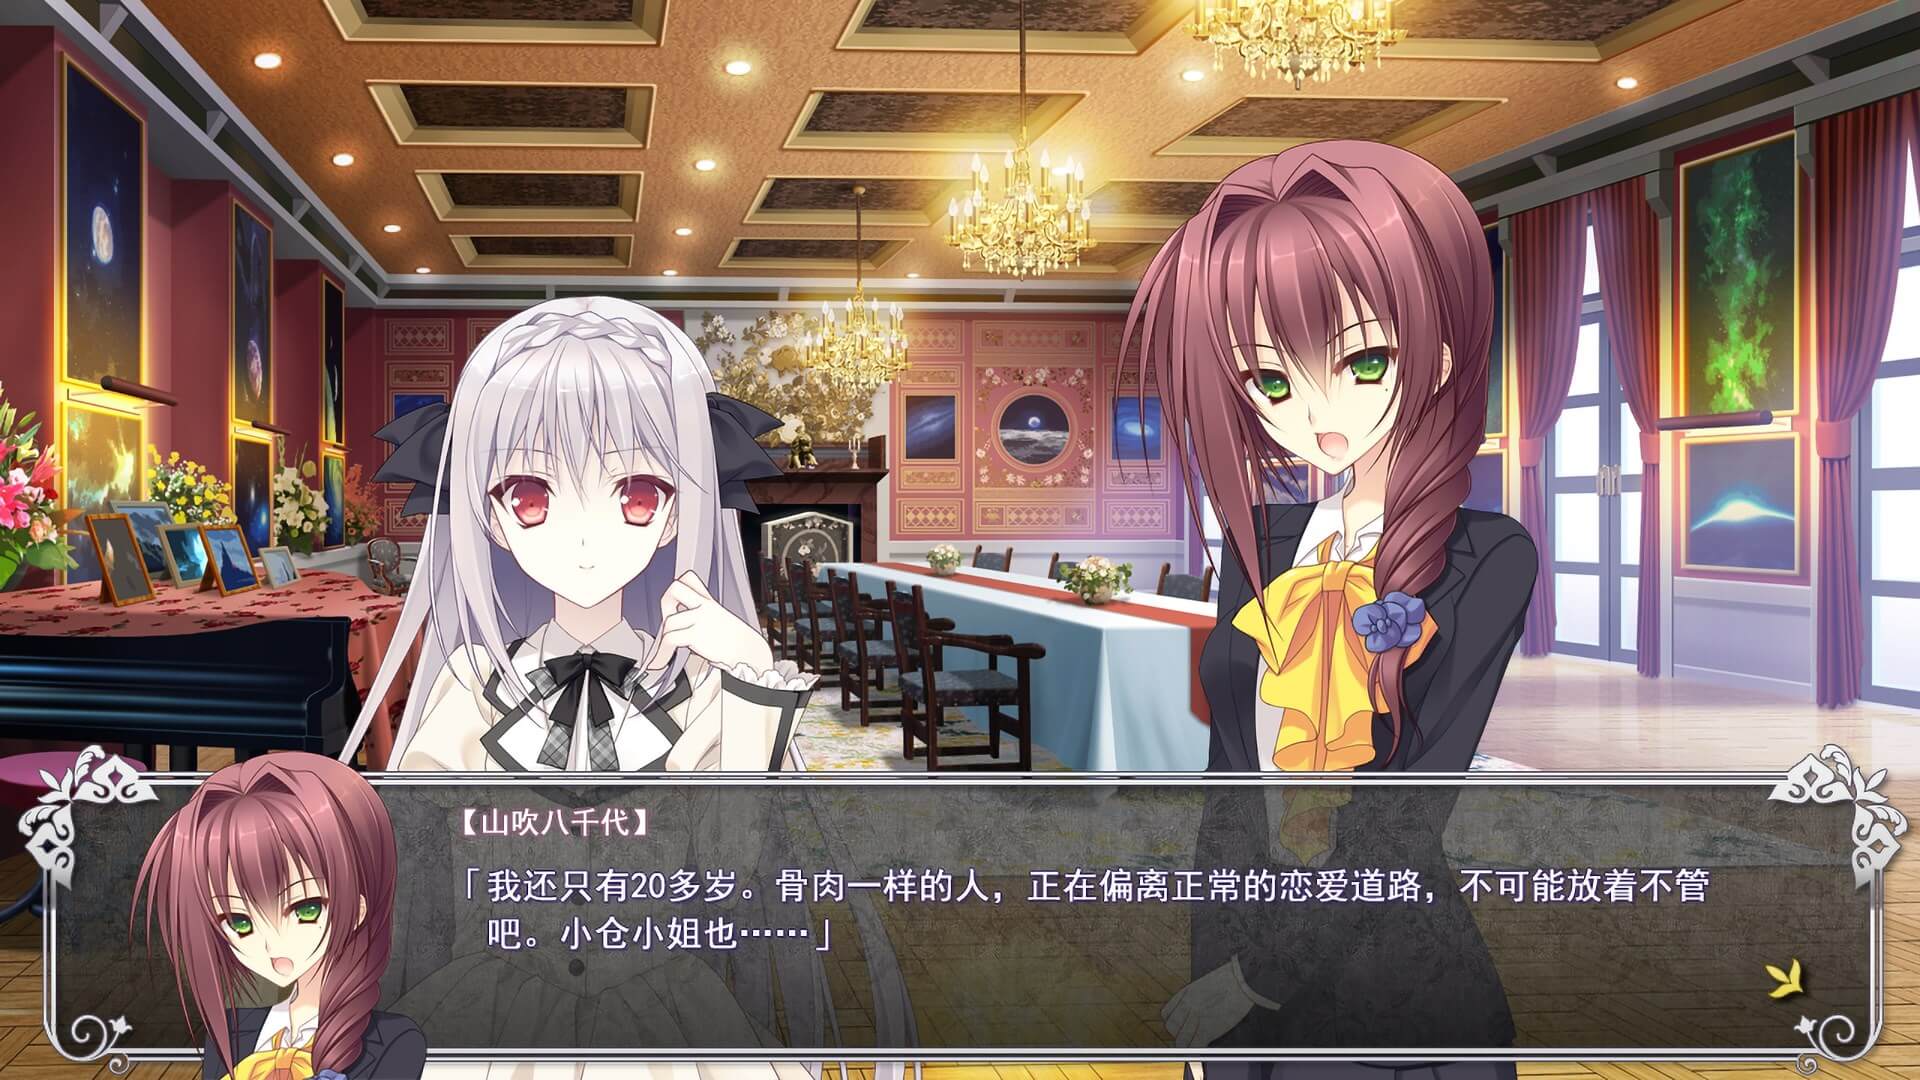 【山吹八千代】
「我还只有20多岁。骨肉一样的人，正在偏离正常的恋爱道路，不可能放着不管
吧。小仓小姐也……」